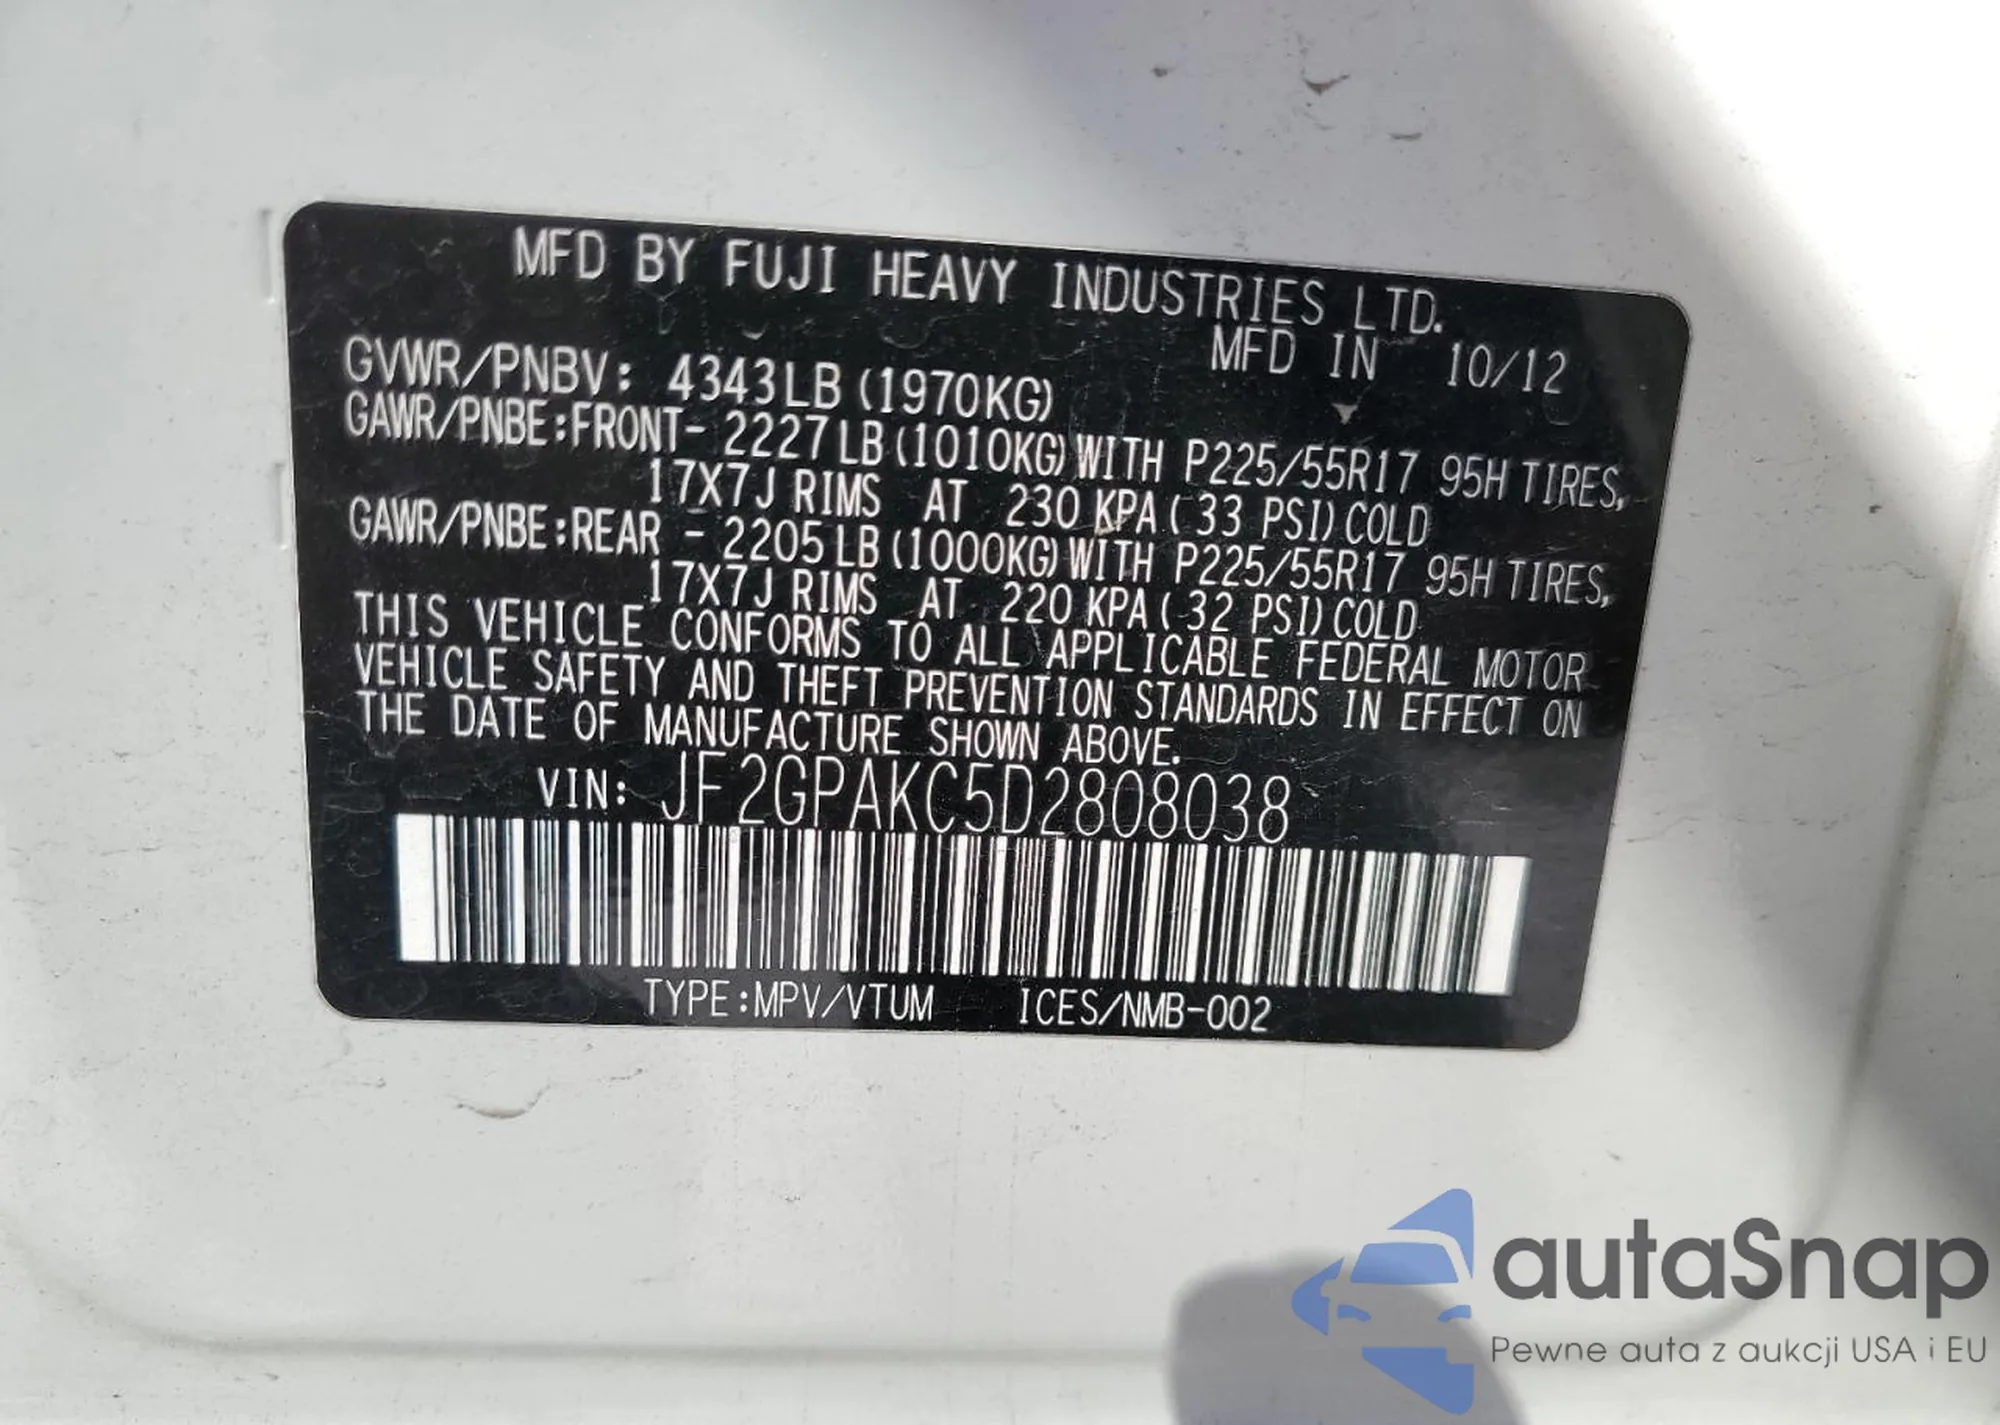 MFD BY FUJI HEAVY INDUSTRIES LTD.
MFD IN 10/12
GVWR/PNBV: 4343LB (1970KG)
GAWR/PNBE:FRONT- 2227LB (1010KG) WITH P225/55R17 95H TIRES,
17X7J RIMS AT 230 KPA ( 33 PSI) COLD
GAWR/PNBE:REAR - 2205LB (1000KG) WITH P225/55R17 95H TIRES,
17X7J RIMS AT 220 KPA ( 32 PSI) COLD
THIS VEHICLE CONFORMS TO ALL APPLICABLE FEDERAL MOTOR
VEHICLE SAFETY AND THEFT PREVENTION STANDARDS IN EFFECT ON
THE DATE OF MANUFACTURE SHOWN ABOVE.
VIN: JF2GPAKC5D2808038
TYPE:MPV/VTUM ICES/NMB-002
autaSnap
Pewne auta z aukcji USA i EU